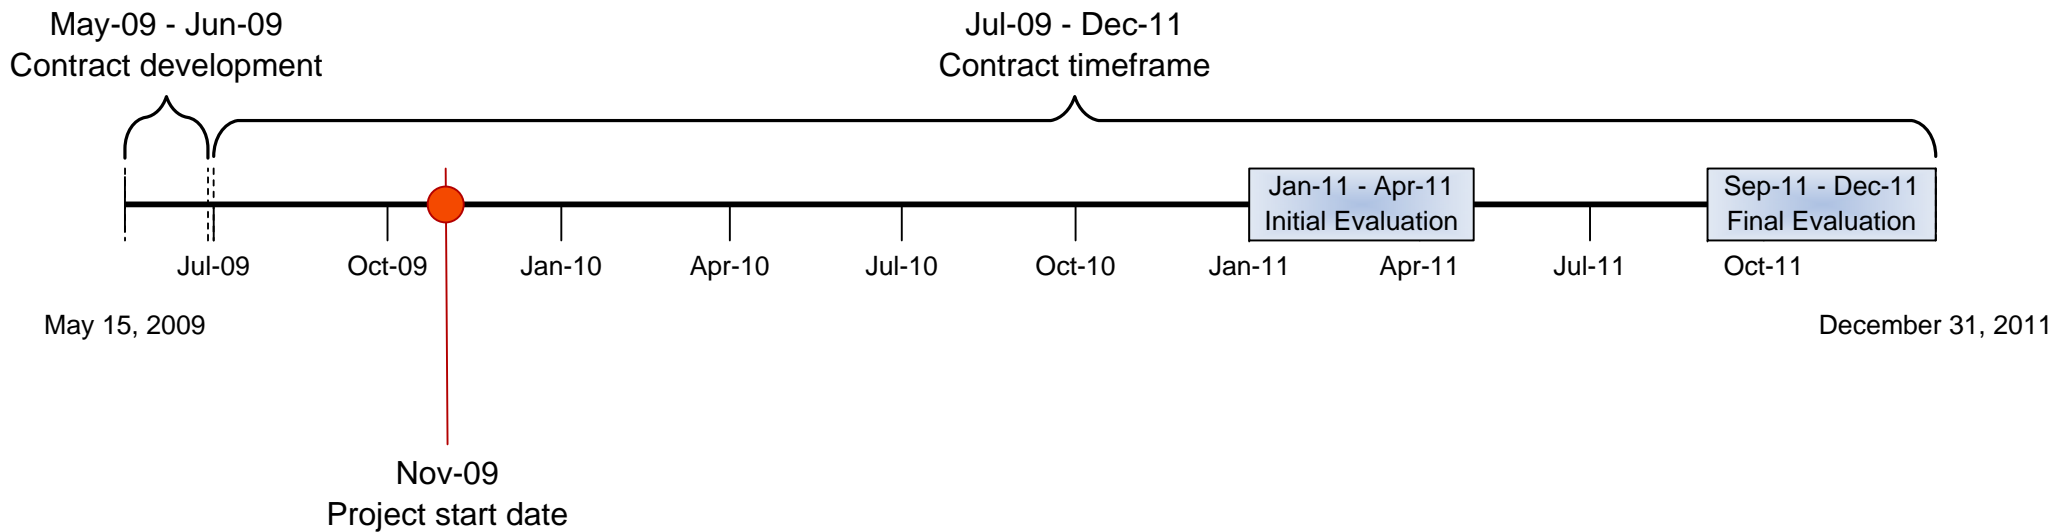 May-09 - Jun-09
Contract development
Jul-09 - Dec-11
Contract timeframe
Jan-11 - Apr-11
Initial Evaluation
Sep-11 - Dec-11
Final Evaluation
Jul-09
Oct-09
Jan-10
Apr-10
Jul-10
Oct-10
Jan-11
Apr-11
Jul-11
Oct-11
May 15, 2009
December 31, 2011
Nov-09
Project start date